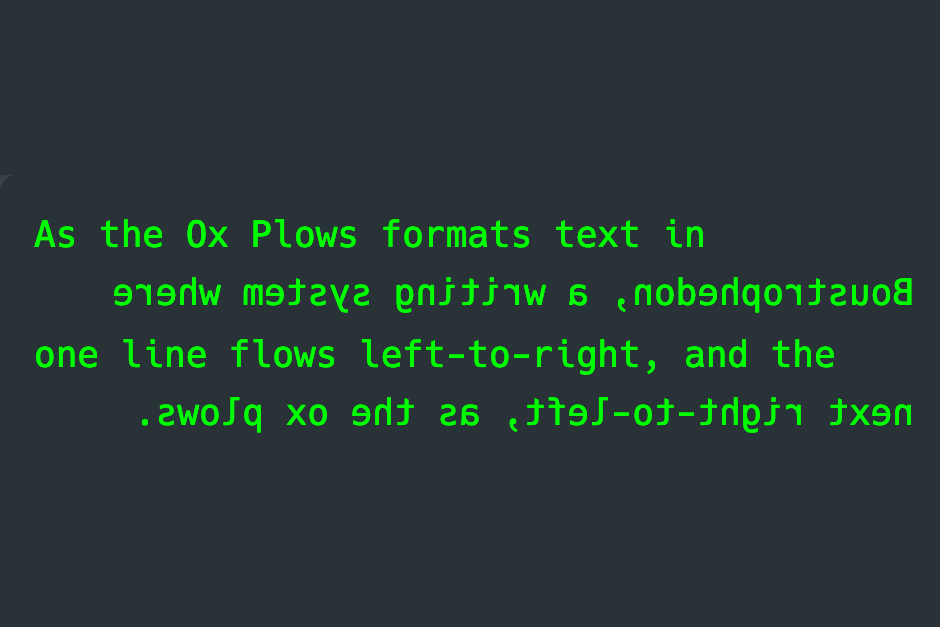 As the Ox Plows formats text in
Boustrophedon, a writing system where
one line flows left-to-right, and the
next right-to-left, as the ox plows.